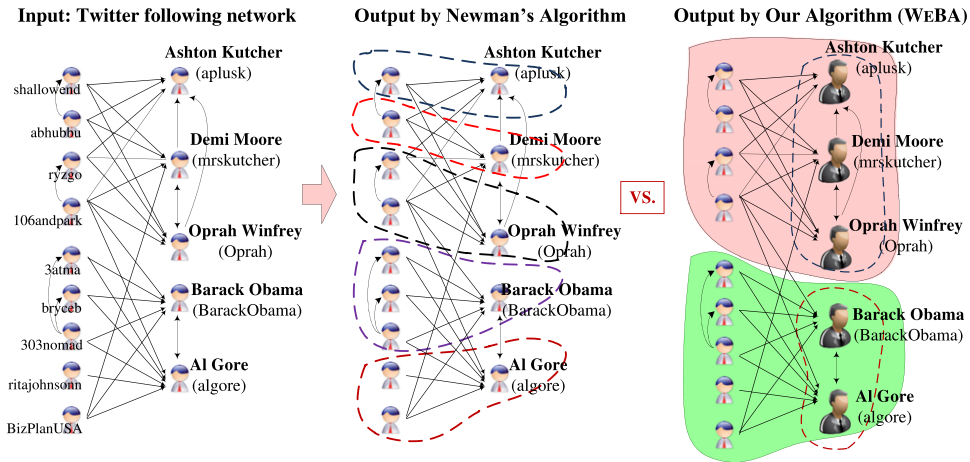 Input: Twitter following network
Output by Newman's Algorithm
Output by Our Algorithm (WEBA)
Ashton Kutcher
(aplusk)
shallowend
abhubbu
Demi Moore
(mrskutcher)
ryzgo
106andpark
Oprah Winfrey
(Oprah)
3atma
bryceb
Barack Obama
(BarackObama)
303nomad
ritajohnsonn
Al Gore
(algore)
BizPlanUSA
Ashton Kutcher
(aplusk)
Demi Moore
(mrskutcher)
Oprah Winfrey
(Oprah)
Barack Obama
(BarackObama)
Al Gore
(algore)
VS.
Ashton Kutcher
(aplusk)
Demi Moore
(mrskutcher)
Oprah Winfrey
(Oprah)
Barack Obama
(BarackObama)
Al Gore
(algore)